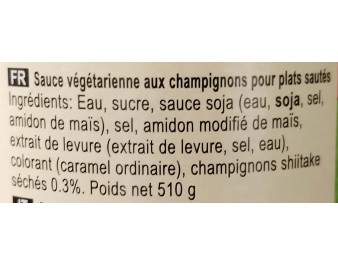 FR Sauce végétarienne aux champignons pour plats sautés
Ingrédients: Eau, sucre, sauce soja (eau, soja, sel,
amidon de maïs), sel, amidon modifié de maïs,
extrait de levure (extrait de levure, sel, eau),
colorant (caramel ordinaire), champignons shiitake
séchés 0.3%. Poids net 510 g